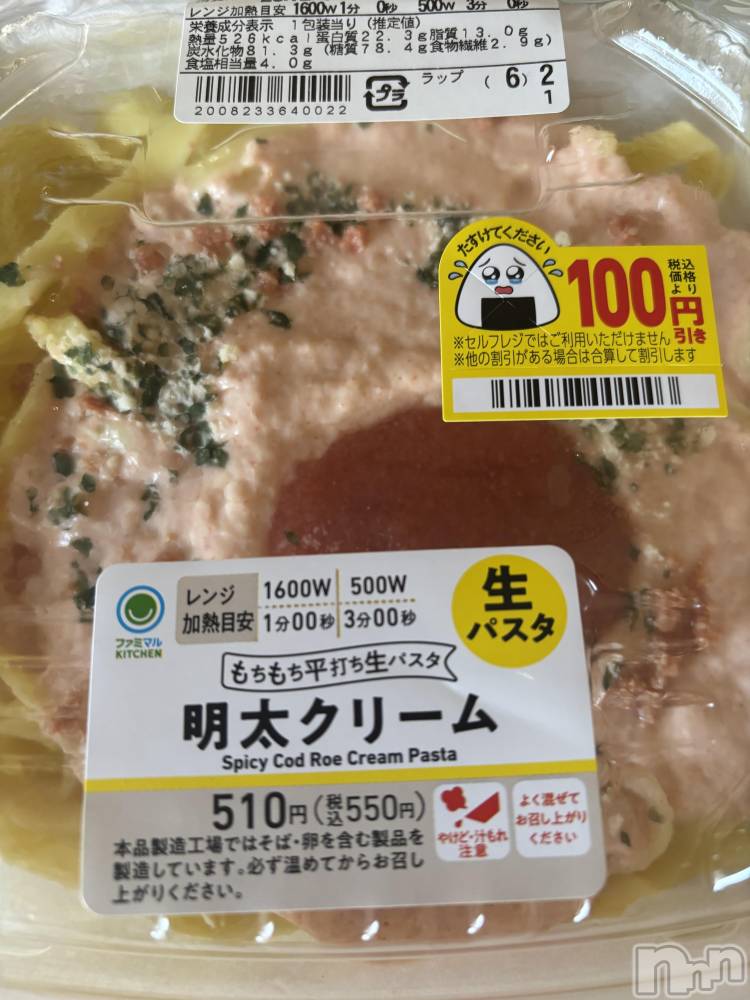 レンジ加熱目安 1600W 1分 0秒 500W 3分 0秒
栄養成分表示 1包装当り(推定値)
熱量526kcal蛋白質22.3g脂質13.0g
炭水化物81.3g(糖質78.4g食物繊維2.9g)
食塩相当量4.0g
2008233640022
プラ
ラップ (6) 2
1
たすけてください
100円引き
税込価格より
※セルフレジではご利用いただけません
※他の割引がある場合は合算して割引します
ファミマル
KITCHEN
レンジ
加熱目安
1600W 500W
1分00秒 3分00秒
生
パスタ
もちもち平打ち生パスタ
明太クリーム
Spicy Cod Roe Cream Pasta
510円(税込550円)
本品製造工場ではそば・卵を含む製品を
製造しています。必ず温めてからお召し
上がりください。
やけど・汁もれ
注意
よく混ぜて
お召し上がり
ください
nnn